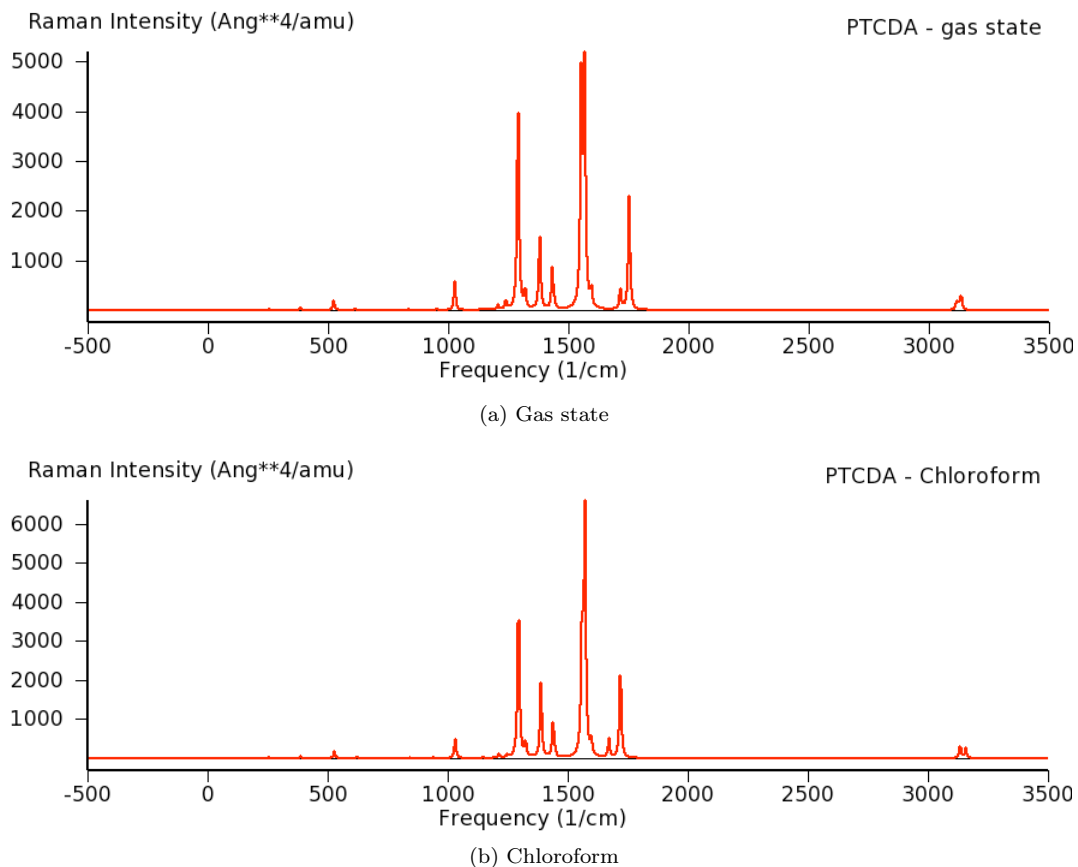 Raman Intensity (Ang**4/amu)
PTCDA - gas state
5000
4000
3000
2000
1000
-500 0 500 1000 1500 2000 2500 3000 3500
Frequency (1/cm)
(a) Gas state
Raman Intensity (Ang**4/amu)
PTCDA - Chloroform
6000
5000
4000
3000
2000
1000
-500 0 500 1000 1500 2000 2500 3000 3500
Frequency (1/cm)
(b) Chloroform